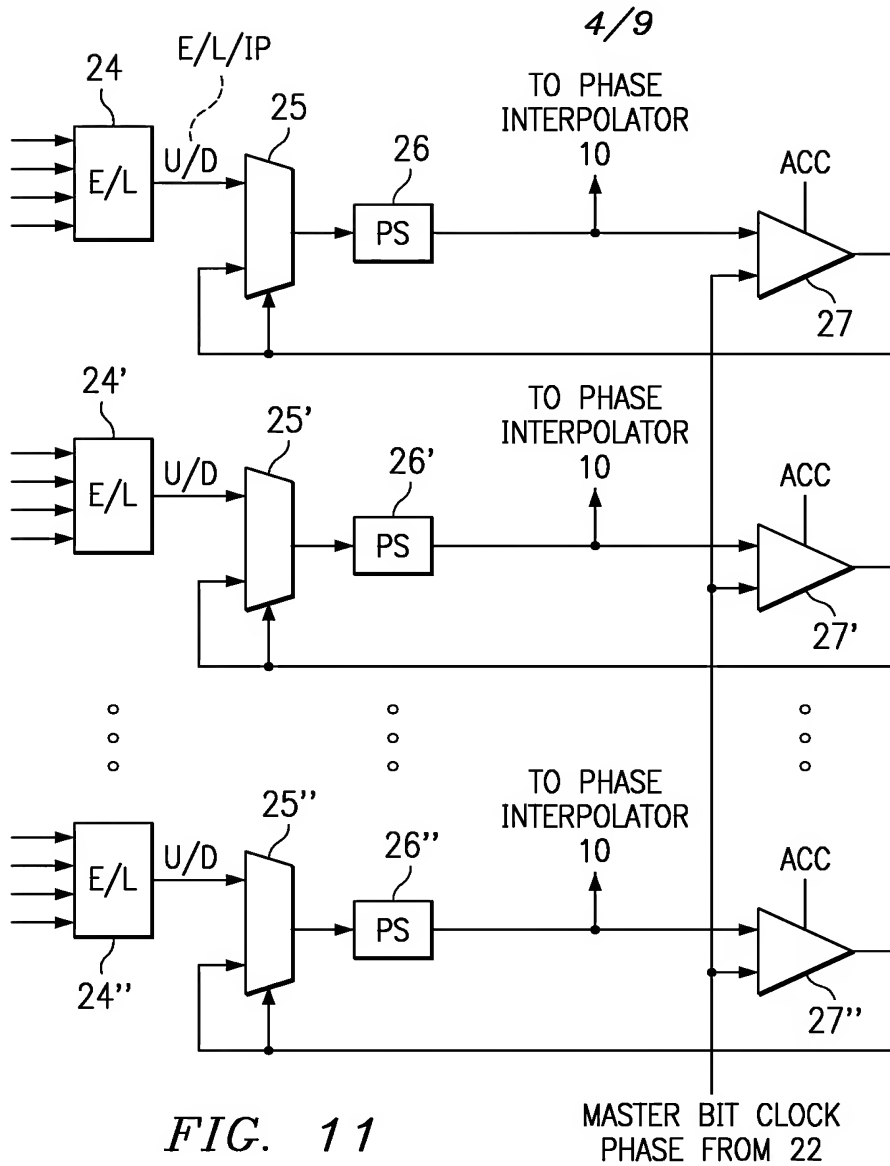 4/9
E/L/IP
24
25
TO PHASE
INTERPOLATOR
10
ACC
E/L
U/D
26
PS
27
24'
25'
TO PHASE
INTERPOLATOR
10
ACC
E/L
U/D
26'
PS
27'
25''
TO PHASE
INTERPOLATOR
10
ACC
E/L
U/D
26''
PS
24''
27''
FIG. 11
MASTER BIT CLOCK
PHASE FROM 22